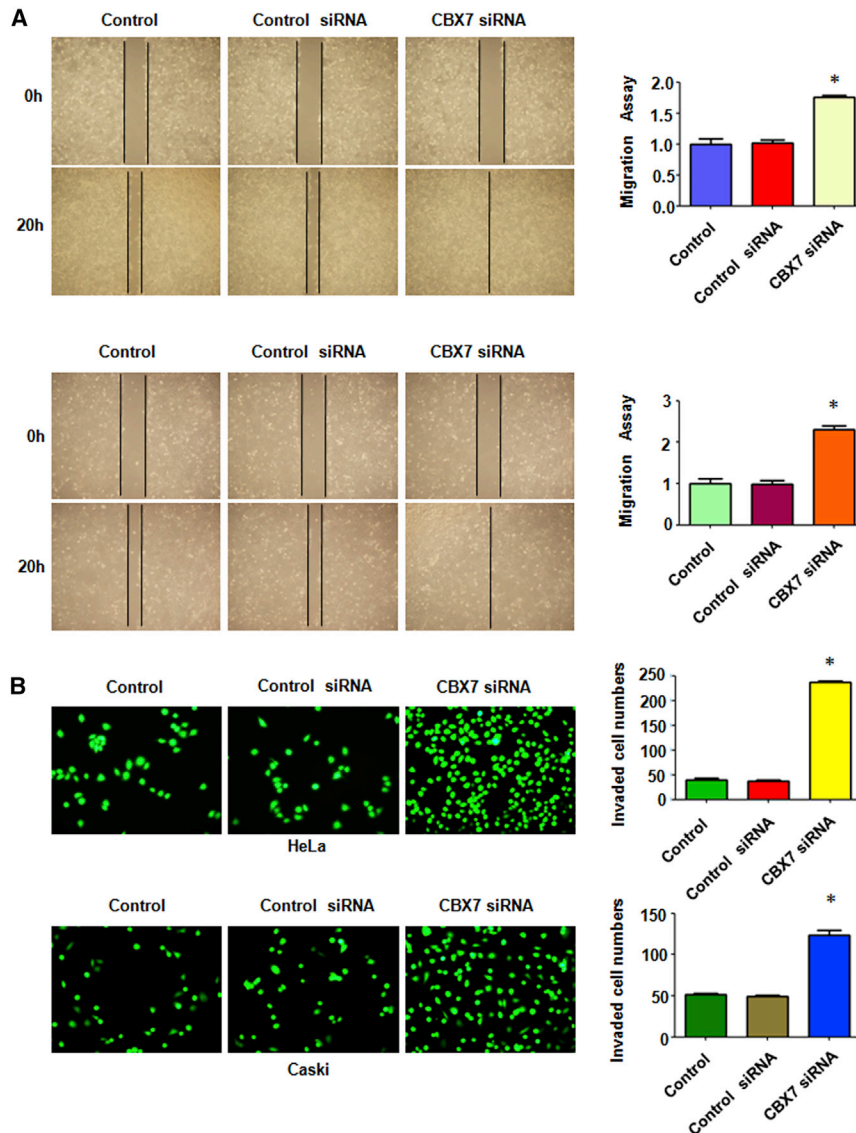 A
Control
Control siRNA
CBX7 siRNA
0h
20h
Migration Assay
2.0
1.5
1.0
0.5
0.0
*
Control
Control siRNA
CBX7 siRNA
Control
Control siRNA
CBX7 siRNA
0h
20h
Migration Assay
3
2
1
0
*
Control
Control siRNA
CBX7 siRNA
B
Control
Control siRNA
CBX7 siRNA
HeLa
Invaded cell numbers
250
200
150
100
50
0
*
Control
Control siRNA
CBX7 siRNA
Control
Control siRNA
CBX7 siRNA
Caski
Invaded cell numbers
150
100
50
0
*
Control
Control siRNA
CBX7 siRNA